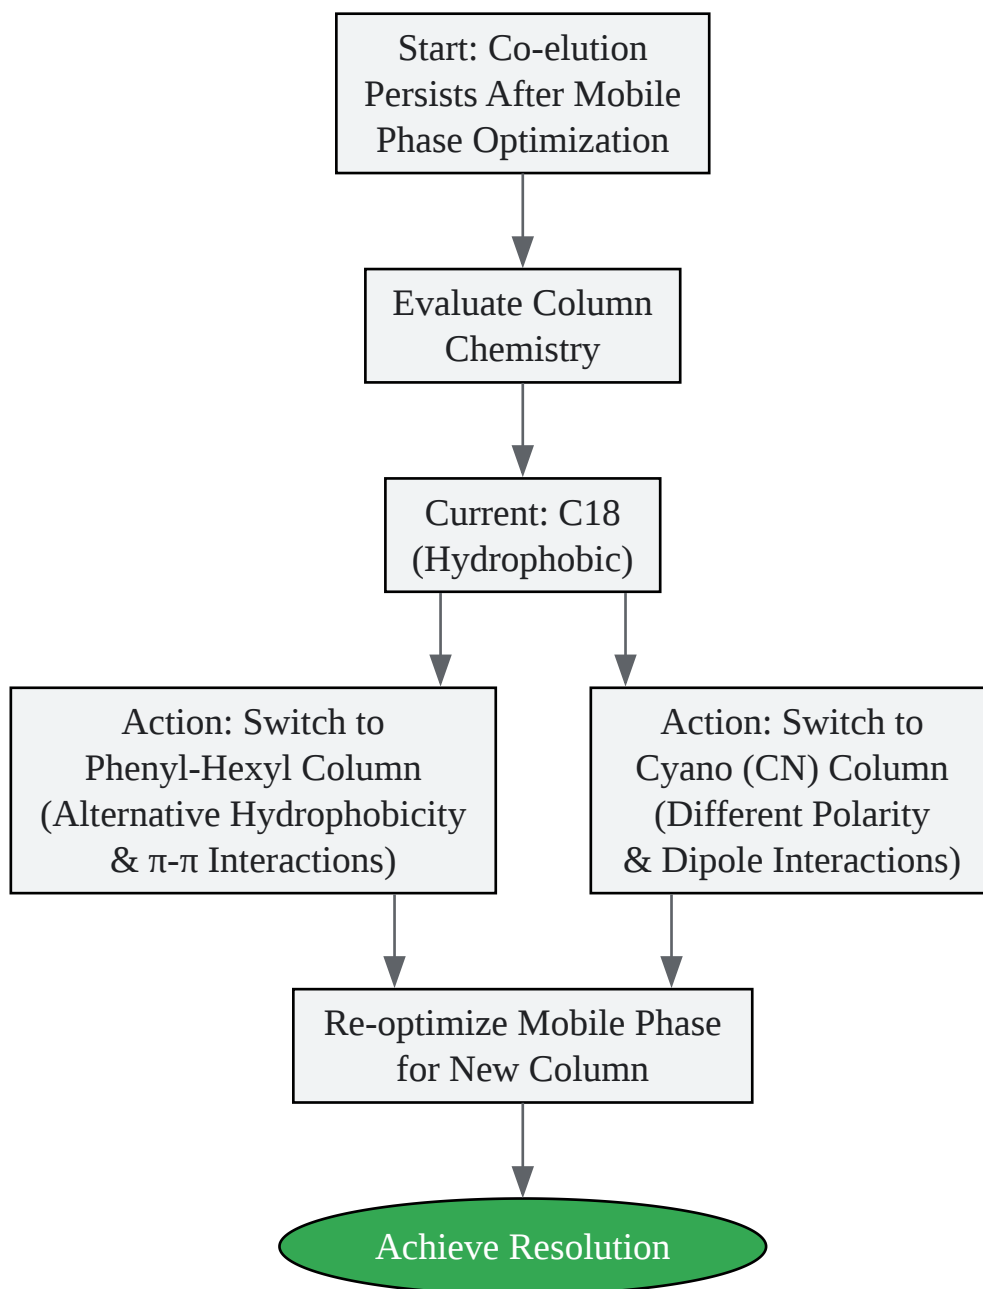 Start: Co-elution
Persists After Mobile
Phase Optimization
Evaluate Column
Chemistry
Current: C18
(Hydrophobic)
Action: Switch to
Phenyl-Hexyl Column
(Alternative Hydrophobicity
& π-π Interactions)
Action: Switch to
Cyano (CN) Column
(Different Polarity
& Dipole Interactions)
Re-optimize Mobile Phase
for New Column
Achieve Resolution